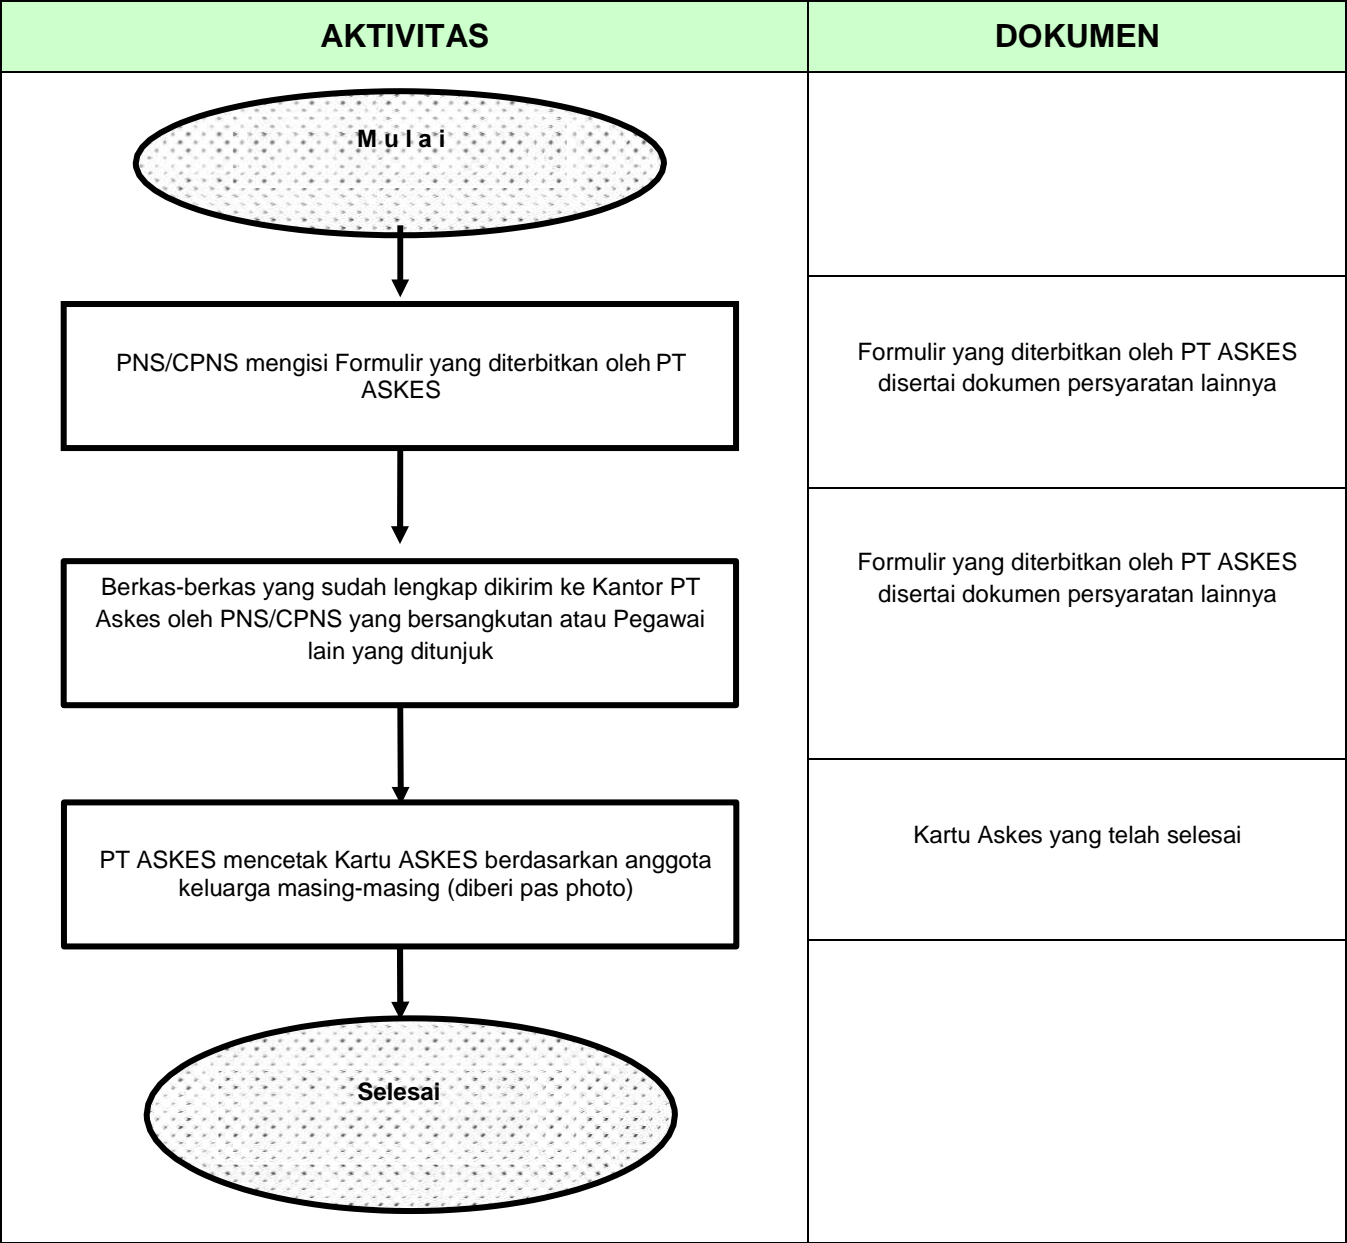 AKTIVITAS
DOKUMEN
M u l a i
PNS/CPNS mengisi Formulir yang diterbitkan oleh PT
ASKES
Formulir yang diterbitkan oleh PT ASKES
disertai dokumen persyaratan lainnya
Berkas-berkas yang sudah lengkap dikirim ke Kantor PT
Askes oleh PNS/CPNS yang bersangkutan atau Pegawai
lain yang ditunjuk
Formulir yang diterbitkan oleh PT ASKES
disertai dokumen persyaratan lainnya
PT ASKES mencetak Kartu ASKES berdasarkan anggota
keluarga masing-masing (diberi pas photo)
Kartu Askes yang telah selesai
Selesai